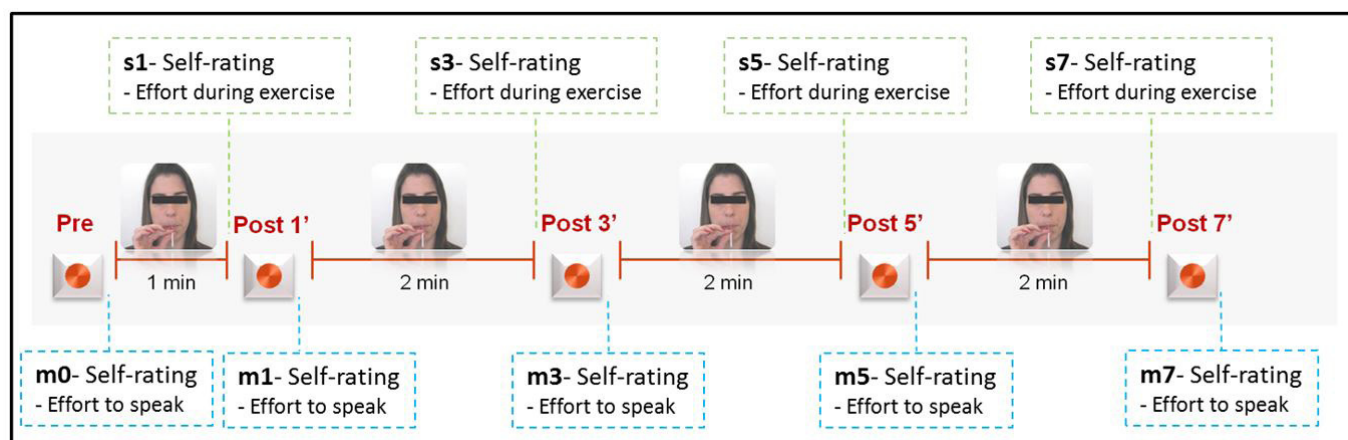 s1- Self-rating
- Effort during exercise
s3- Self-rating
- Effort during exercise
s5- Self-rating
- Effort during exercise
s7- Self-rating
- Effort during exercise
Pre
1 min
Post 1’
2 min
Post 3’
2 min
Post 5’
2 min
Post 7’
m0- Self-rating
- Effort to speak
m1- Self-rating
- Effort to speak
m3- Self-rating
- Effort to speak
m5- Self-rating
- Effort to speak
m7- Self-rating
- Effort to speak